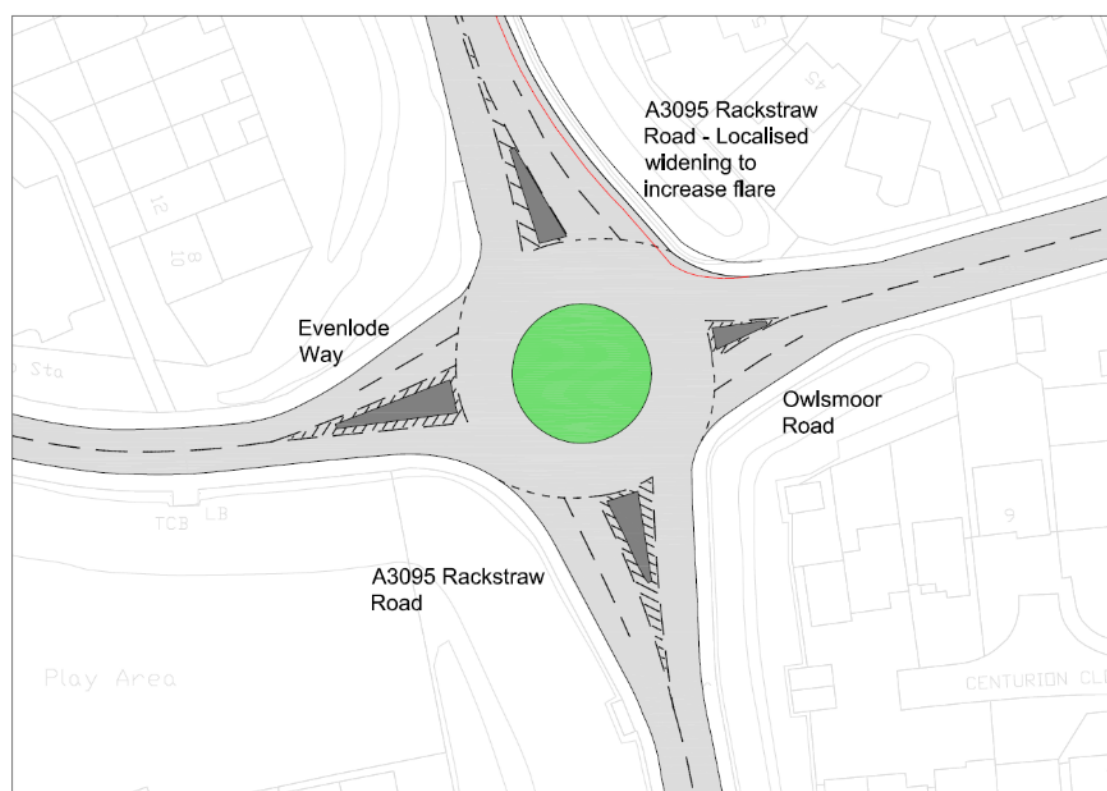 45
A3095 Rackstraw
Road - Localised
widening to
increase flare
12
8
10
Evenlode
Way
Sta
Owlsmoor
Road
TCB LB
9
A3095 Rackstraw
Road
Play Area
CENTURION CL